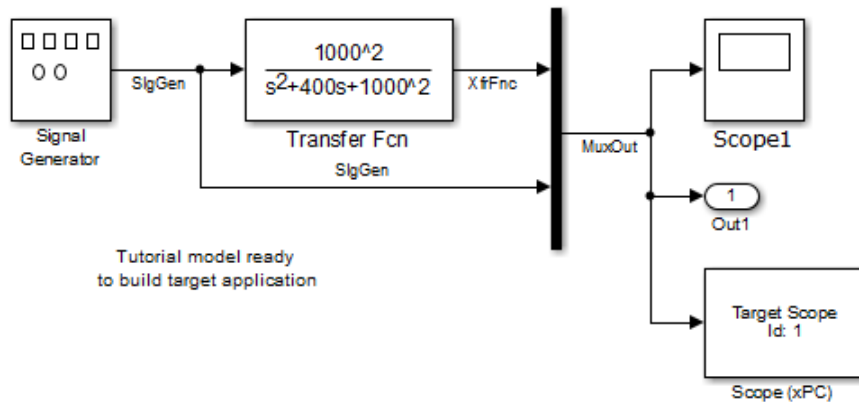 1000^2
s2+400s+1000^2
SigGen
XfrFnc
Signal
Generator
Transfer Fcn
SigGen
MuxOut
Scope1
1
Out1
Tutorial model ready
to build target application
Target Scope
Id: 1
Scope (xPC)